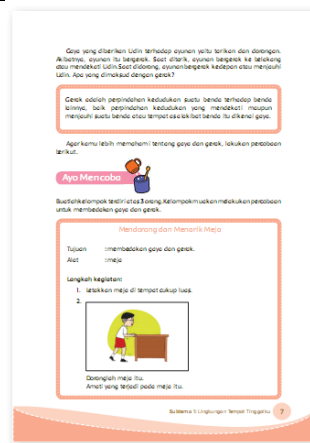 Gaya yang diberikan Udin terhadap ayunan yaitu tarikan dan dorongan.
Akibatnya, ayunan itu bergerak. Saat ditarik, ayunan bergerak ke belakang
atau mendekati Udin. Saat didorong, ayunan bergerak kedepan atau menjauhi
Udin. Apa yang dimaksud dengan gerak?
Gerak adalah perpindahan kedudukan suatu benda terhadap benda
lainnya, baik perpindahan kedudukan yang mendekati maupun
menjauhi suatu benda atau tempat asal akibat benda itu dikenai gaya.
Agar kamu lebih memahami tentang gaya dan gerak, lakukan percobaan
berikut.
Ayo Mencoba
Buatlah kelompok terdiri atas 3 orang. Kelompokmu akan melakukan percobaan
untuk membedakan gaya dan gerak.
Mendorong dan Menarik Meja
Tujuan : membedakan gaya dan gerak.
Alat : meja
Langkah kegiatan:
1. Letakkan meja di tempat cukup luas.
2.
Doronglah meja itu.
Amati yang terjadi pada meja itu.
Subtema 1: Lingkungan Tempat Tinggalku 7